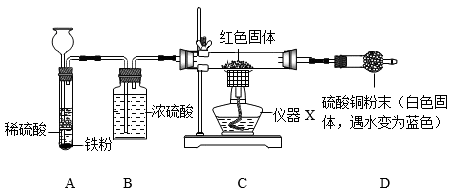 红色固体
稀硫酸
铁粉
浓硫酸
仪器 X
硫酸铜粉末（白色固
体，遇水变为蓝色）
A B C D